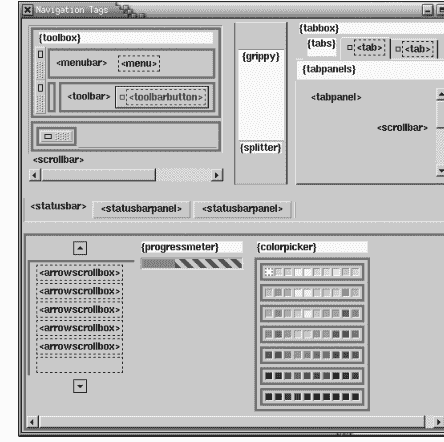 Navigation Tags
{toolbox}
<menubar> <menu>
<toolbar> <toolbarbutton>
<scrollbar>
{grippy}
{splitter}
{tabbox}
{tabs} <tab> <tab>
{tabpanels}
<tabpanel>
<scrollbar>
<statusbar> <statusbarpanel> <statusbarpanel>
<arrowscrollbox>
<arrowscrollbox>
<arrowscrollbox>
<arrowscrollbox>
<arrowscrollbox>
{progressmeter}
{colorpicker}